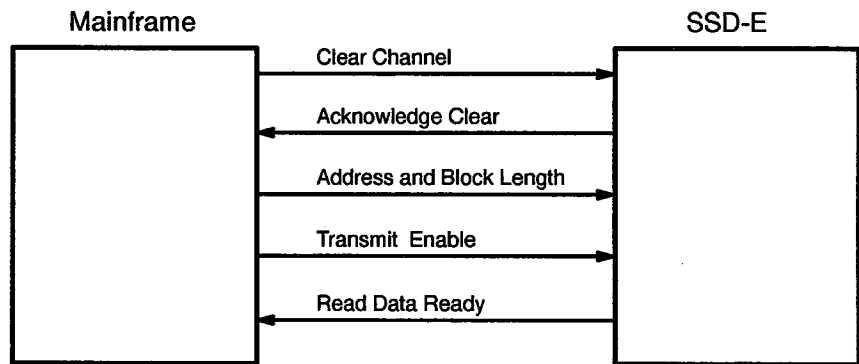 Mainframe
SSD-E
Clear Channel
Acknowledge Clear
Address and Block Length
Transmit Enable
Read Data Ready